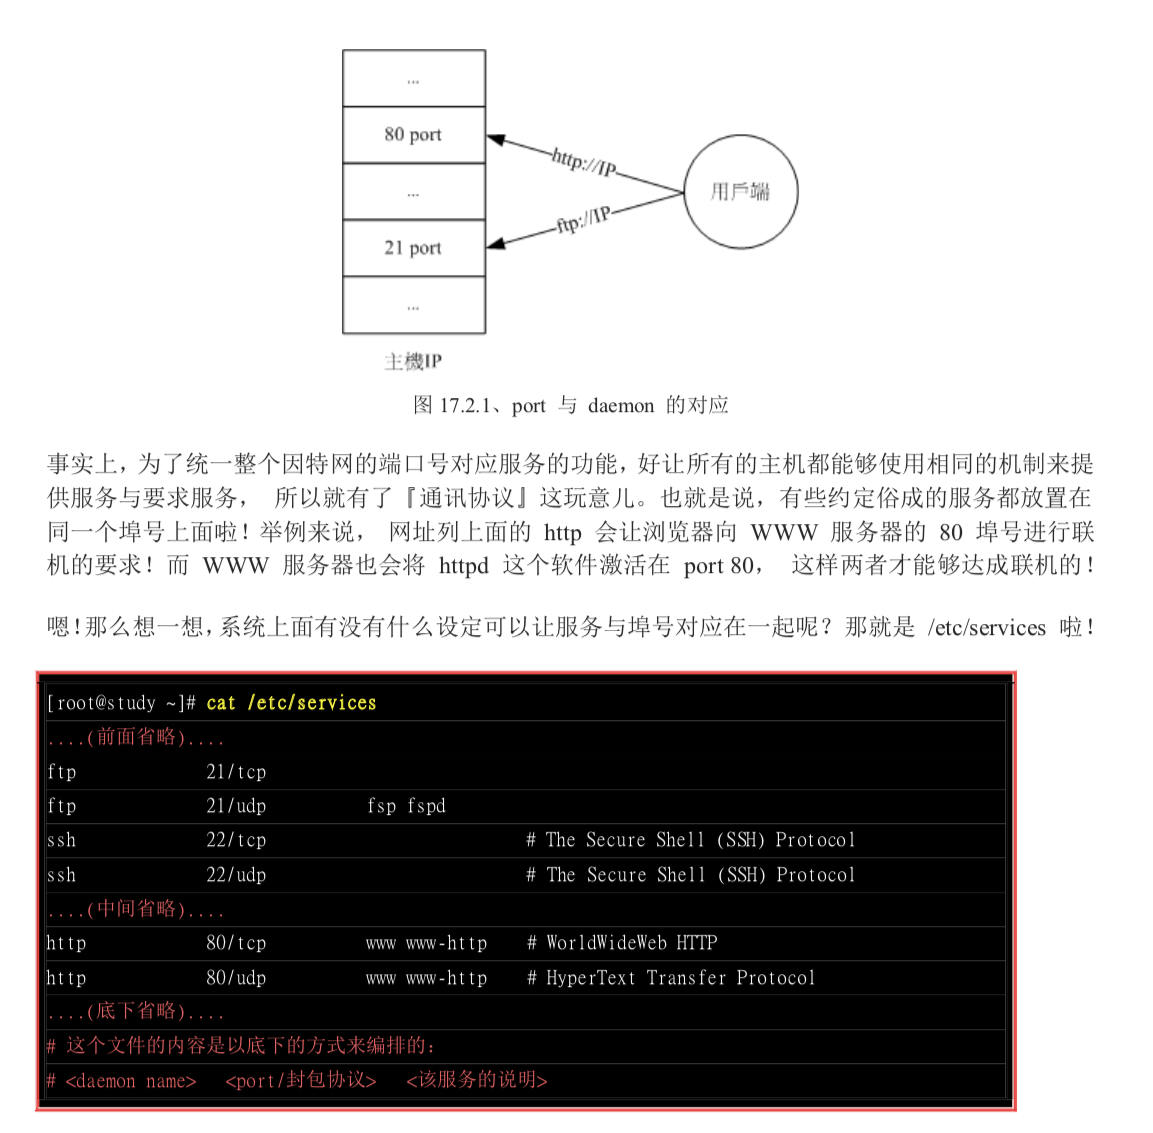 ...
80 port
...
21 port
...
http://IP
ftp://IP
用戶端
主機IP
图 17.2.1、port 与 daemon 的对应
事实上，为了统一整个因特网的端口号对应服务的功能，好让所有的主机都能够使用相同的机制来提
供服务与要求服务， 所以就有了『通讯协议』这玩意儿。也就是说，有些约定俗成的服务都放置在
同一个埠号上面啦！举例来说， 网址列上面的 http 会让浏览器向 WWW 服务器的 80 埠号进行联
机的要求！而 WWW 服务器也会将 httpd 这个软件激活在 port 80， 这样两者才能够达成联机的！
嗯！那么想一想，系统上面有没有什么设定可以让服务与埠号对应在一起呢？那就是 /etc/services 啦！
[root@study ~]# cat /etc/services
....(前面省略)....
ftp 21/tcp
ftp 21/udp fsp fspd
ssh 22/tcp # The Secure Shell (SSH) Protocol
ssh 22/udp # The Secure Shell (SSH) Protocol
....(中间省略)....
http 80/tcp www www-http # WorldWideWeb HTTP
http 80/udp www www-http # HyperText Transfer Protocol
....(底下省略)....
# 这个文件的内容是以底下的方式来编排的：
# <daemon name> <port/封包协议> <该服务的说明>